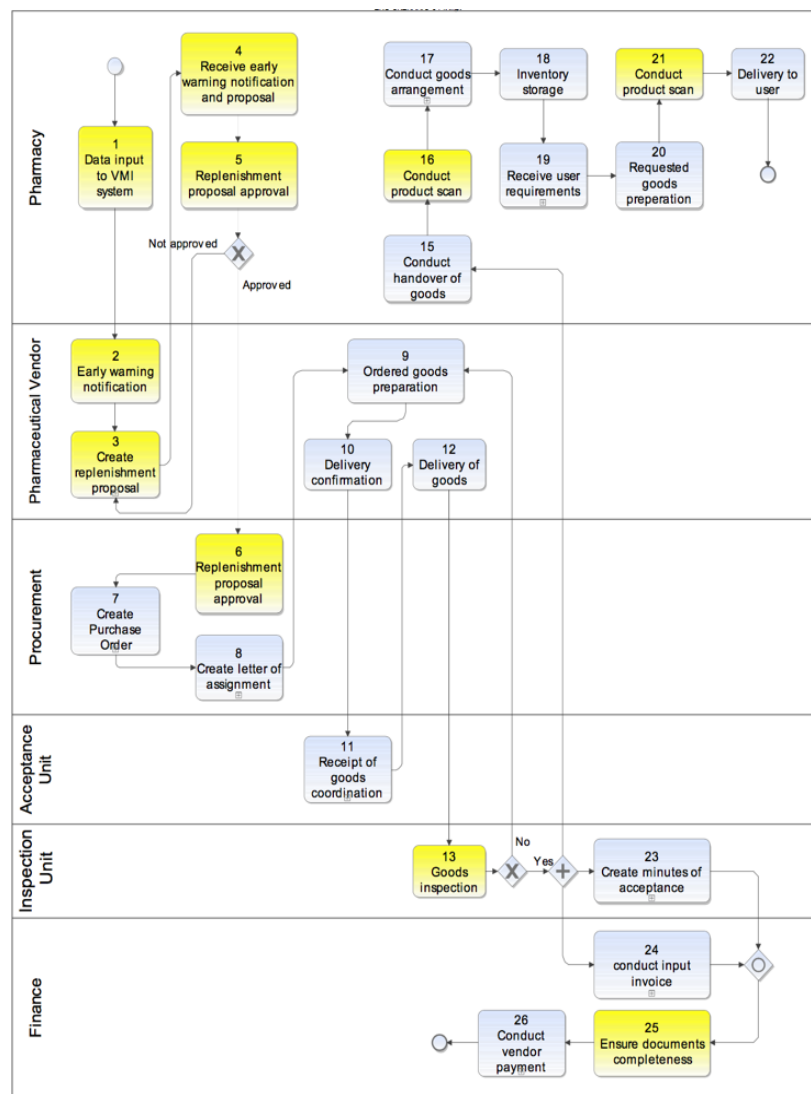 Pharmacy
1
Data input
to VMI
system
4
Receive early
warning notification
and proposal
5
Replenishment
proposal approval
Not approved
Approved
17
Conduct goods
arrangement
18
Inventory
storage
21
Conduct
product scan
22
Delivery to
user
16
Conduct
product scan
19
Receive user
requirements
20
Requested
goods
preperation
15
Conduct
handover of
goods
Pharmaceutical Vendor
2
Early warning
notification
3
Create
replenishment
proposal
9
Ordered goods
preparation
10
Delivery
confirmation
12
Delivery of
goods
Procurement
6
Replenishment
proposal
approval
7
Create
Purchase
Order
8
Create letter of
assignment
Acceptance
Unit
11
Receipt of
goods
coordination
Inspection
Unit
13
Goods
inspection
No
Yes
23
Create minutes of
acceptance
Finance
24
conduct input
invoice
25
Ensure documents
completeness
26
Conduct
vendor
payment